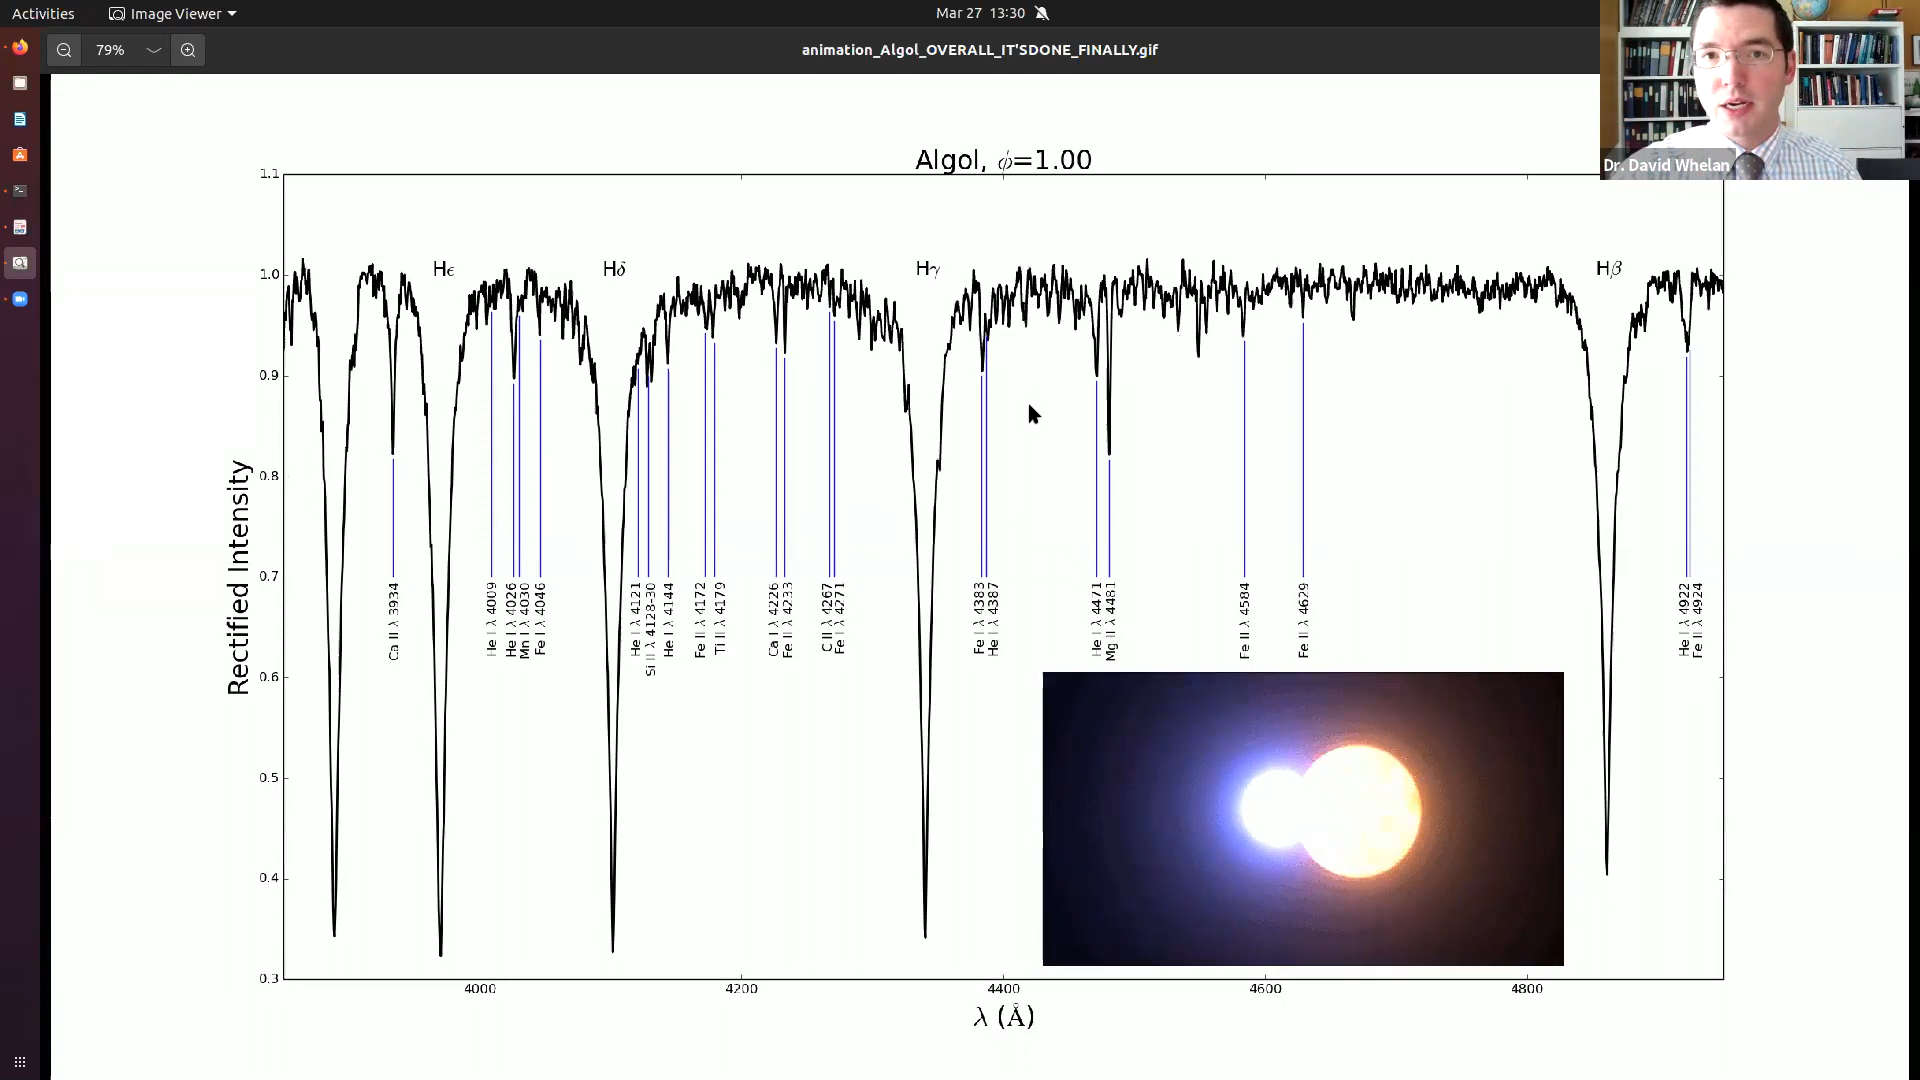 Activities
Image Viewer
Mar 27 13:30
79%
animation_Algol_OVERALL_IT'SDONE_FINALLY.gif
Dr. David Whelan
Algol, ϕ=1.00
1.1
1.0
0.9
0.8
0.7
0.6
0.5
0.4
0.3
Rectified Intensity
Hϵ
Hδ
Hγ
Hβ
Ca II λ 3934
He I λ 4009
He I λ 4026
Mn I λ 4030
Fe I λ 4046
He I λ 4121
Si II λ 4128-30
He I λ 4144
Fe II λ 4172
Ti II λ 4179
Ca I λ 4226
Fe II λ 4233
C II λ 4267
Fe I λ 4271
Fe I λ 4383
He I λ 4387
He I λ 4471
Mg II λ 4481
Fe II λ 4584
Fe II λ 4629
He I λ 4922
Fe II λ 4924
4000
4200
4400
4600
4800
λ (Å)